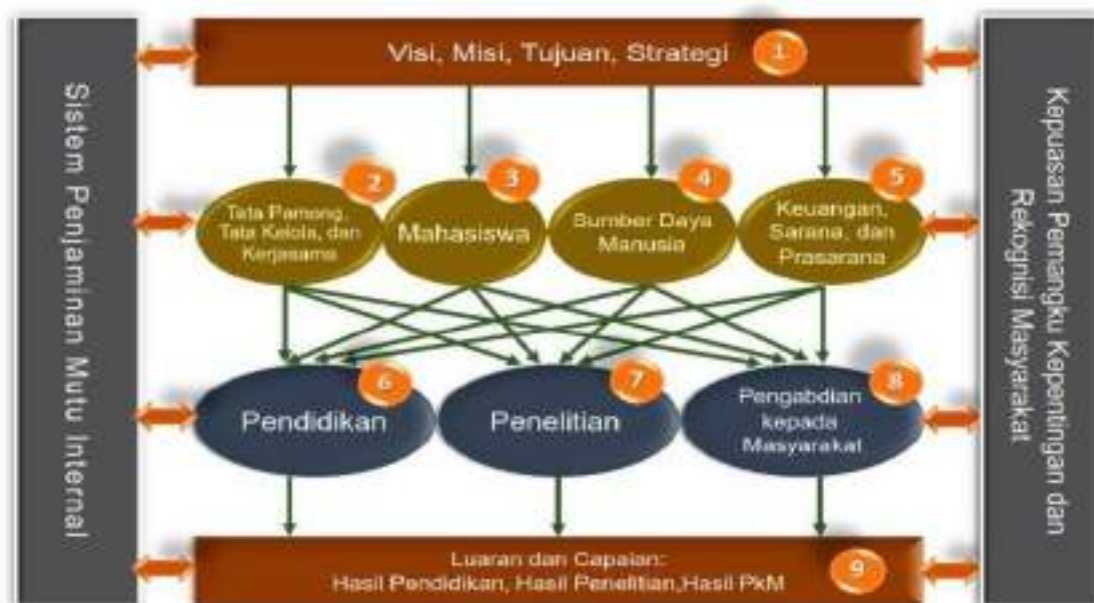 Sistem Penjaminan Mutu Internal
Visi, Misi, Tujuan, Strategi
1
2
Tata Pamong,
Tata Kelola, dan
Kerjasama
3
Mahasiswa
4
Sumber Daya
Manusia
5
Keuangan,
Sarana, dan
Prasarana
6
Pendidikan
7
Penelitian
8
Pengabdian
kepada
Masyarakat
Luaran dan Capaian:
Hasil Pendidikan, Hasil Penelitian,Hasil PkM
9
Kepuasan Pemangku Kepentingan dan
Rekognisi Masyarakat